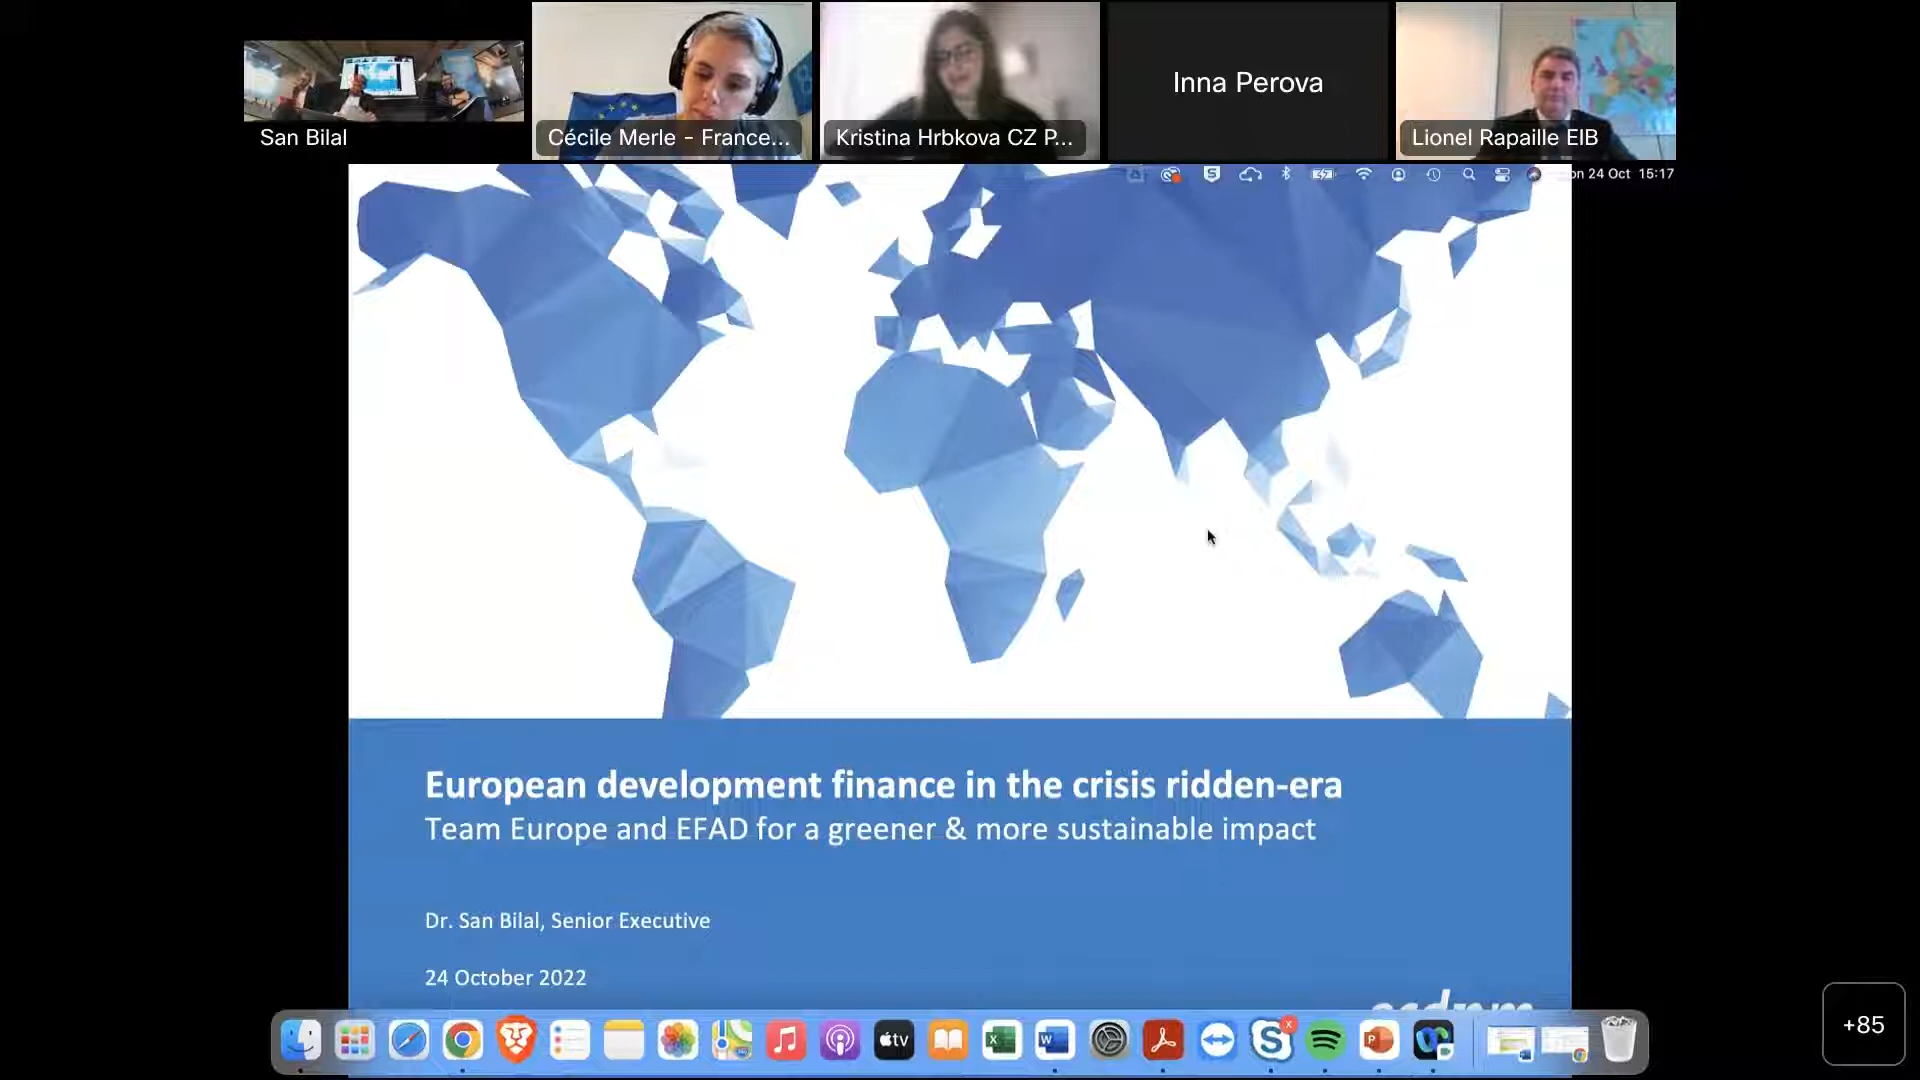 San Bilal
Cécile Merle - France...
Kristina Hrbkova CZ P...
Inna Perova
Lionel Rapaille EIB
on 24 Oct 15:17
European development finance in the crisis ridden-era
Team Europe and EFAD for a greener & more sustainable impact
Dr. San Bilal, Senior Executive
24 October 2022
tv
+85